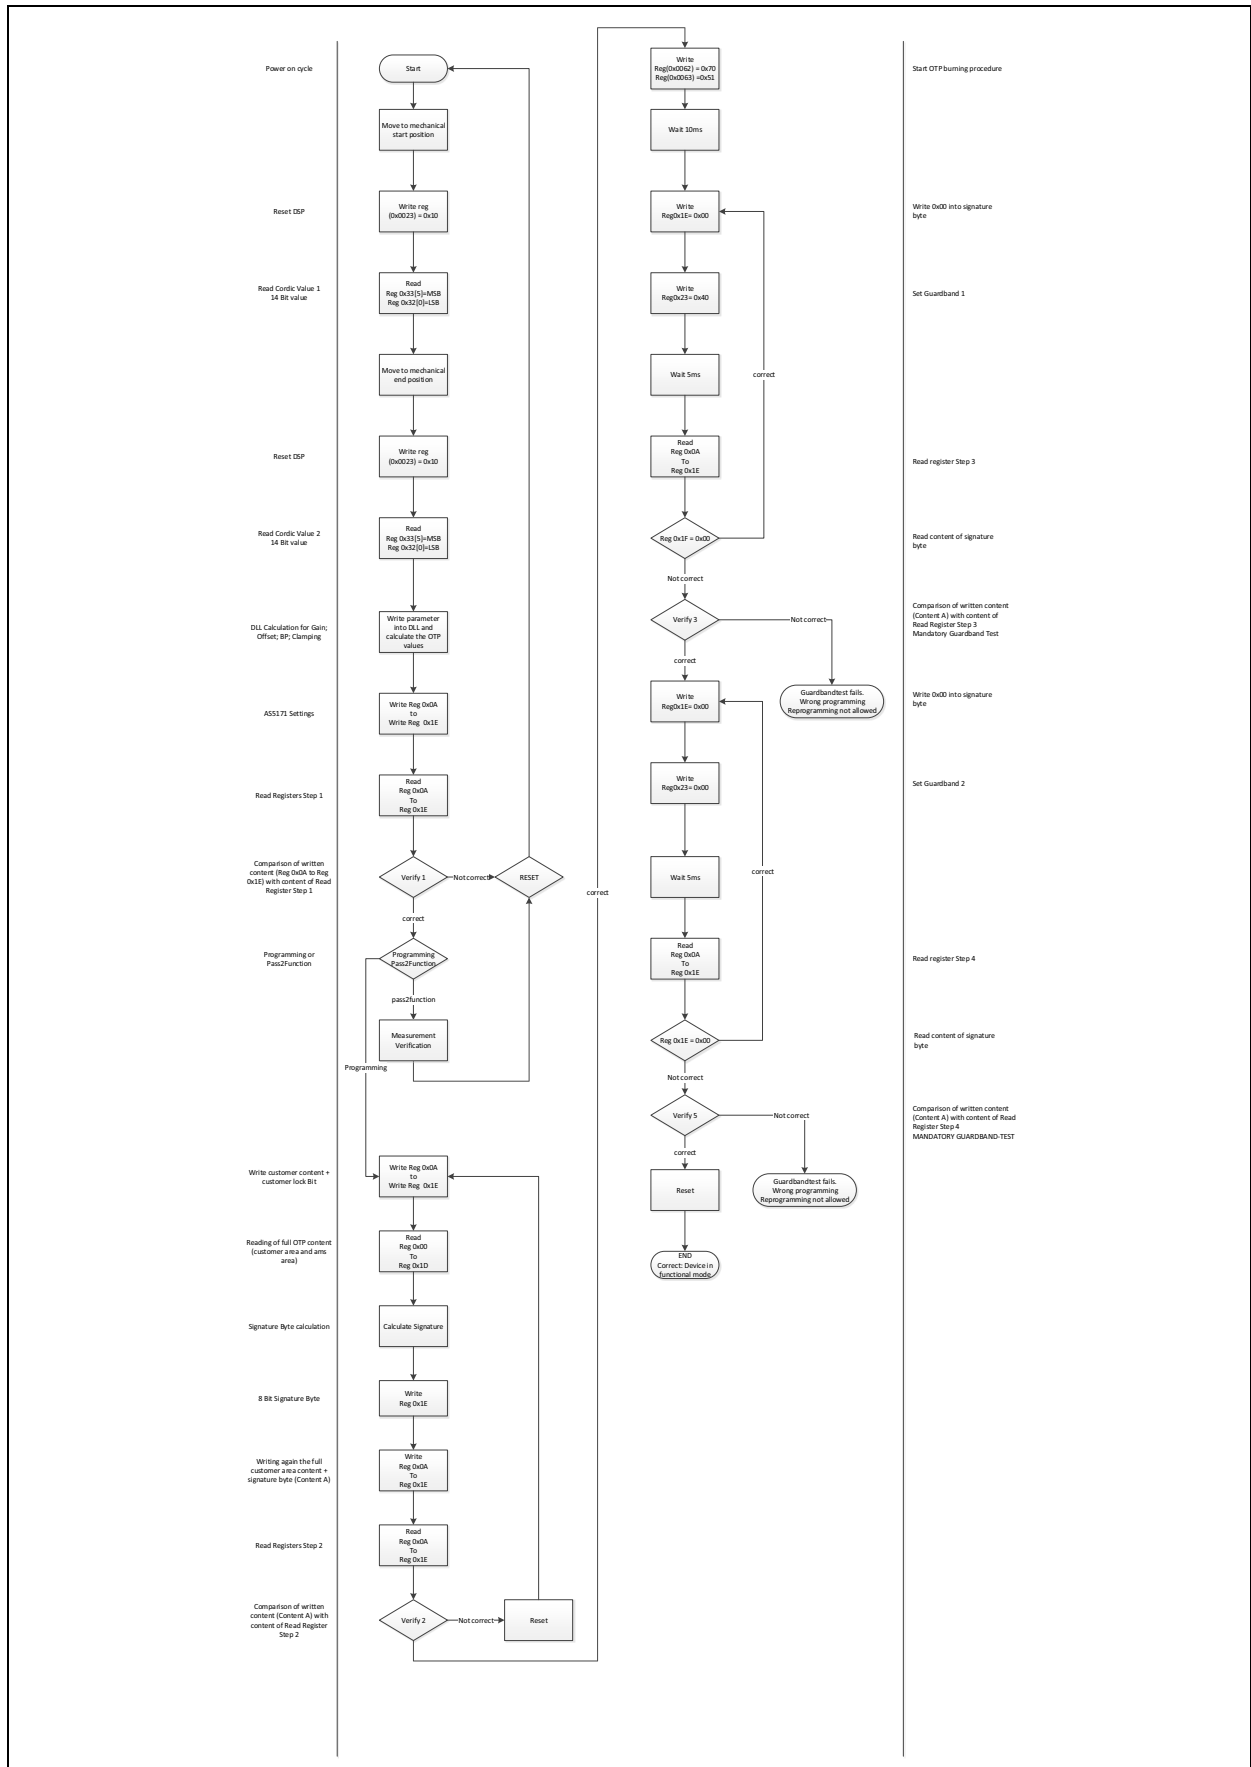 Power on cycle
Start
Move to mechanical
start position
Reset DSP
Write reg
(0x0023) = 0x10
Read Cordic Value 1
14 Bit value
Read
Reg 0x33[5]=MSB
Reg 0x32[0]=LSB
Move to mechanical
end position
Reset DSP
Write reg
(0x0023) = 0x10
Read Cordic Value 2
14 Bit value
Read
Reg 0x33[5]=MSB
Reg 0x32[0]=LSB
DLL Calculation for Gain;
Offset; BP; Clamping
Write parameter
into DLL and
calculate the OTP
values
AS5171 Settings
Write Reg 0x0A
to
Write Reg 0x1E
Read Registers Step 1
Read
Reg 0x0A
To
Reg 0x1E
Comparison of written
content (Reg 0x0A to Reg
0x1E) with content of Read
Register Step 1
Verify 1
Not correct
RESET
correct
Programming or
Pass2Function
Programming
Pass2Function
pass2function
Measurement
Verification
Programming
Write customer content +
customer lock Bit
Write Reg 0x0A
to
Write Reg 0x1E
Reading of full OTP content
(customer area and ams
area)
Read
Reg 0x00
To
Reg 0x1D
Signature Byte calculation
Calculate Signature
8 Bit Signature Byte
Write
Reg 0x1E
Writing again the full
customer area content +
signature byte (Content A)
Write
Reg 0x0A
To
Reg 0x1E
Read Registers Step 2
Read
Reg 0x0A
To
Reg 0x1E
Comparison of written
content (Content A) with
content of Read Register
Step 2
Verify 2
Not correct
Reset
correct
Write
Reg(0x0062) = 0x70
Reg(0x0063) =0x51
Start OTP burning procedure
Wait 10ms
Write
Reg0x1E= 0x00
Write 0x00 into signature
byte
Write
Reg0x23= 0x40
Set Guardband 1
Wait 5ms
correct
Read
Reg 0x0A
To
Reg 0x1E
Read register Step 3
Reg 0x1F = 0x00
Read content of signature
byte
Not correct
Verify 3
Not correct
Comparison of written content
(Content A) with content of
Read Register Step 3
Mandatory Guardband Test
correct
Guardbandtest fails.
Wrong programming
Reprogramming not allowed
Write
Reg0x1E= 0x00
Write 0x00 into signature
byte
Write
Reg0x23= 0x00
Set Guardband 2
Wait 5ms
correct
Read
Reg 0x0A
To
Reg 0x1E
Read register Step 4
Reg 0x1E = 0x00
Read content of signature
byte
Not correct
Verify 5
Not correct
Comparison of written content
(Content A) with content of Read
Register Step 4
MANDATORY GUARDBAND-TEST
correct
Reset
Guardbandtest fails.
Wrong programming
Reprogramming not allowed
END
Correct: Device in
functional mode